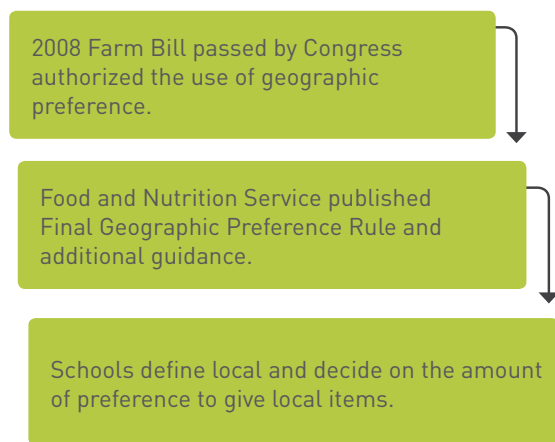 2008 Farm Bill passed by Congress
authorized the use of geographic
preference.
Food and Nutrition Service published
Final Geographic Preference Rule and
additional guidance.
Schools define local and decide on the amount
of preference to give local items.